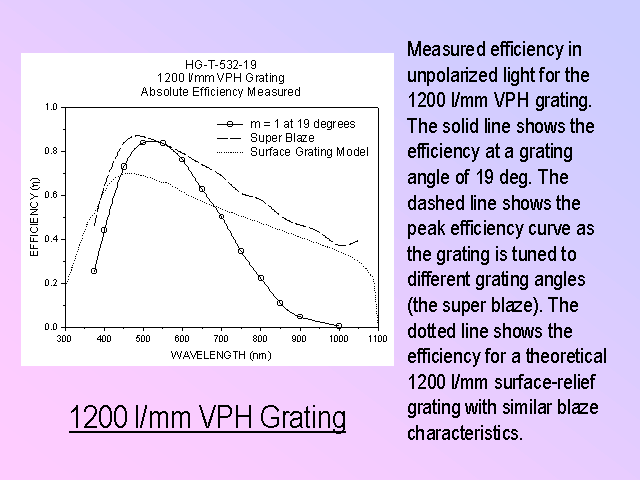 HG-T-532-19
1200 l/mm VPH Grating
Absolute Efficiency Measured
m = 1 at 19 degrees
Super Blaze
Surface Grating Model
EFFICIENCY (η)
1.0
0.8
0.6
0.4
0.2
0.0
300 400 500 600 700 800 900 1000 1100
WAVELENGTH (nm)
1200 l/mm VPH Grating
Measured efficiency in
unpolarized light for the
1200 l/mm VPH grating.
The solid line shows the
efficiency at a grating
angle of 19 deg. The
dashed line shows the
peak efficiency curve as
the grating is tuned to
different grating angles
(the super blaze). The
dotted line shows the
efficiency for a theoretical
1200 l/mm surface-relief
grating with similar blaze
characteristics.